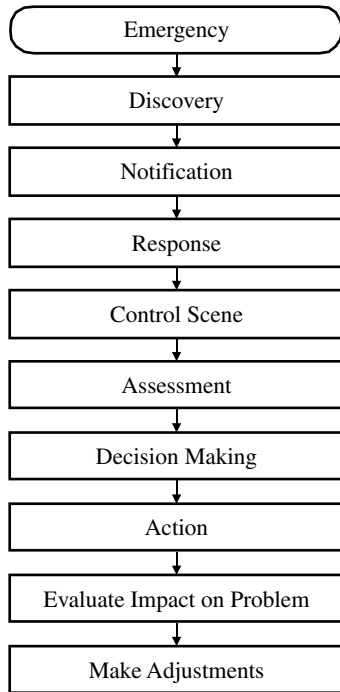 Emergency
Discovery
Notification
Response
Control Scene
Assessment
Decision Making
Action
Evaluate Impact on Problem
Make Adjustments